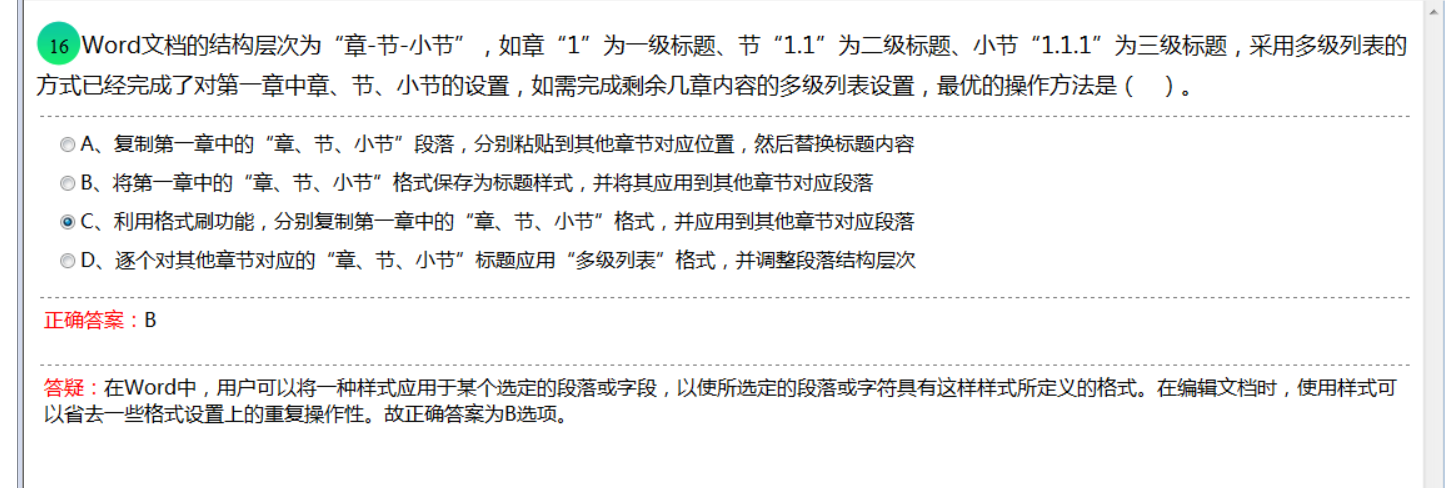 16 Word文档的结构层次为“章-节-小节”，如章“1”为一级标题、节“1.1”为二级标题、小节“1.1.1”为三级标题，采用多级列表的
方式已经完成了对第一章中章、节、小节的设置，如需完成剩余几章内容的多级列表设置，最优的操作方法是（ ）。
A、复制第一章中的“章、节、小节”段落，分别粘贴到其他章节对应位置，然后替换标题内容
B、将第一章中的“章、节、小节”格式保存为标题样式，并将其应用到其他章节对应段落
C、利用格式刷功能，分别复制第一章中的“章、节、小节”格式，并应用到其他章节对应段落
D、逐个对其他章节对应的“章、节、小节”标题应用“多级列表”格式，并调整段落结构层次
正确答案：B
答疑：在Word中，用户可以将一种样式应用于某个选定的段落或字段，以使所选定的段落或字符具有这样样式所定义的格式。在编辑文档时，使用样式可
以省去一些格式设置上的重复操作性。故正确答案为B选项。